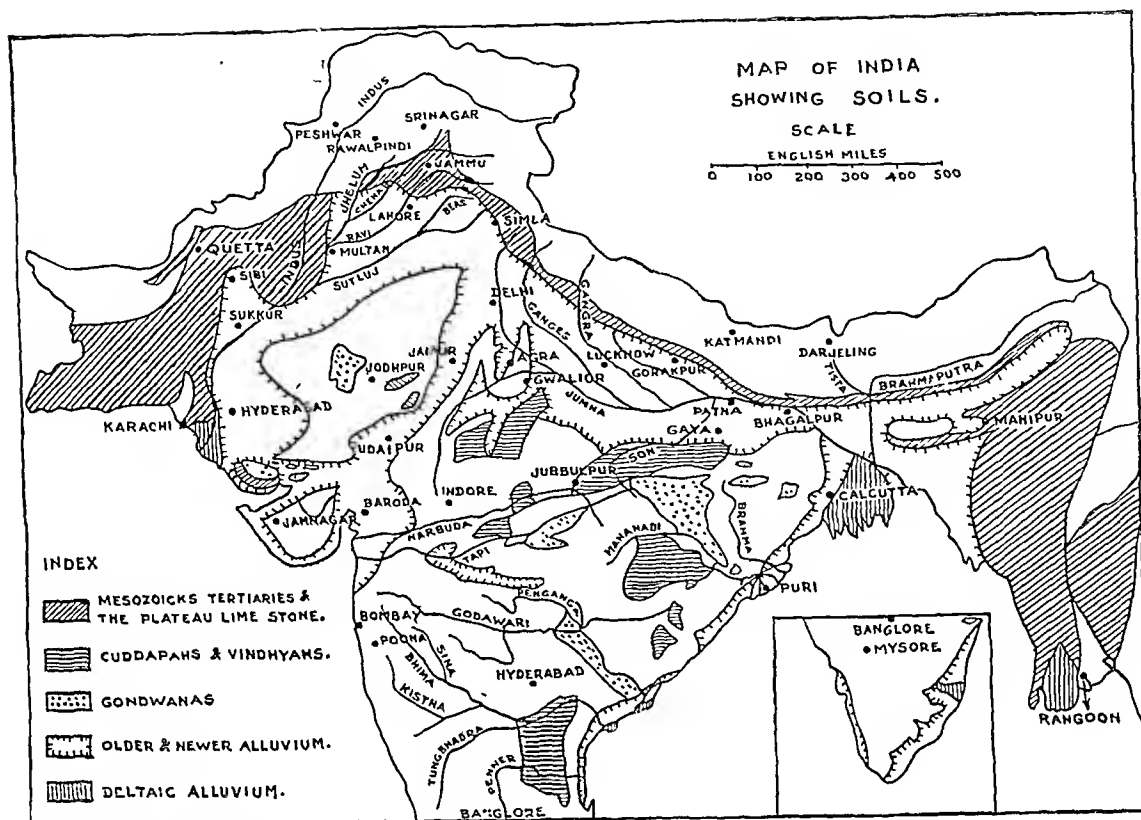 MAP OF INDIA
SHOWING SOILS.
SCALE
ENGLISH MILES
0 100 200 300 400 500
INDUS
PESHWAR
SRINAGAR
RAWALPINDI
JAMMU
JHELUM
CHENAB
LAHORE
BEAS
SIMLA
RAVI
MULTAN
QUETTA
INDUS
SIBI
SUTLUJ
SUKKUR
DELHI
GANGES
GANGRA
KATMANDI
DARJELING
TISTA
BRAHMAPUTRA
JAIPUR
AGRA
LUCKHOW
JODHPUR
GORAKPUR
GWALIOR
HYDERABAD
JUMNA
PATNA
KARACHI
BHAGALPUR
MAHIPUR
GAYA
UDAIPUR
JUBBULPUR
SON
INDORE
CALCUTTA
BARODA
JAMNAGAR
NARBUDA
BRAHMA
MAHANADI
TAPI
PURI
PENGANGA
BOMBAY
GODAWARI
POONA
SINA
BHIMA
HYDERABAD
KISTNA
TUNGBHADRA
PENNER
BANGLORE
BANGLORE
MYSORE
RANGOON
INDEX
MESOZOICKS TERTIARIES &
THE PLATEAU LIME STONE.
CUDDAPAHS & VINDHYAHS.
GONDWANAS
OLDER & NEWER ALLUVIUM.
DELTAIC ALLUVIUM.